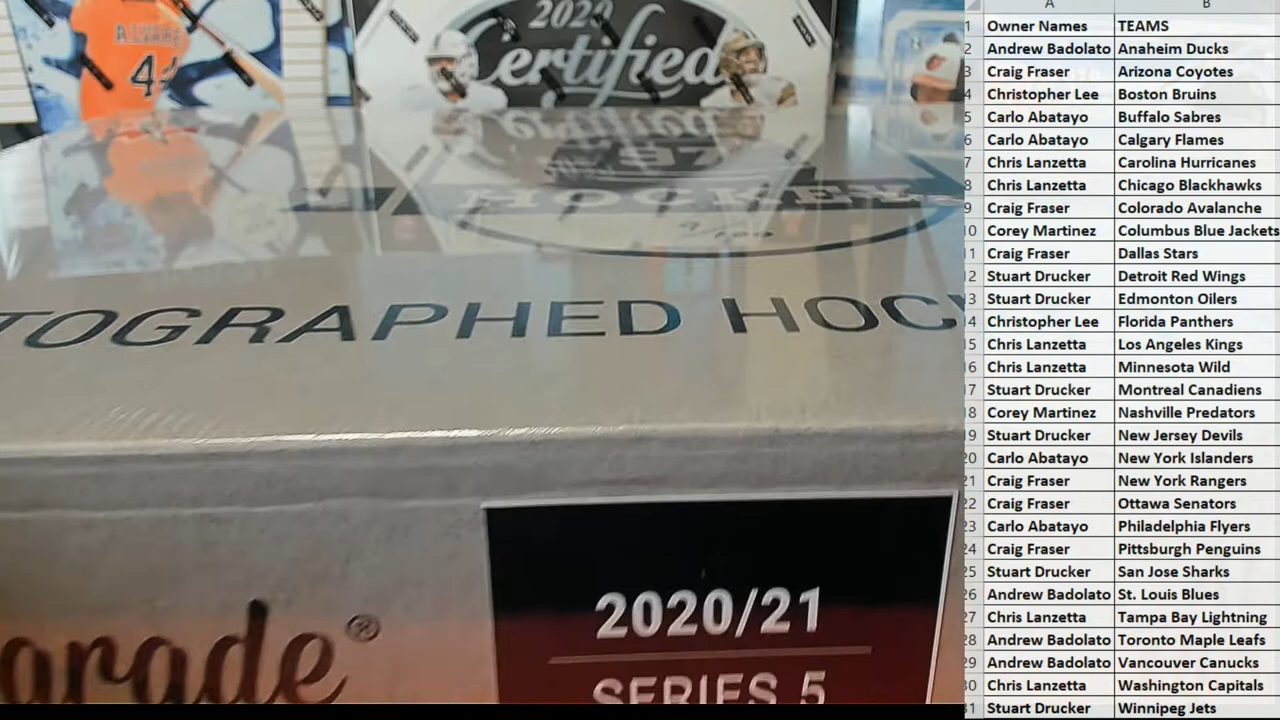 2020
Certified
HOCKEY
TOGRAPHED HOC
arade®
2020/21
SERIES 5
A B
1 Owner Names TEAMS
2 Andrew Badolato Anaheim Ducks
3 Craig Fraser Arizona Coyotes
4 Christopher Lee Boston Bruins
5 Carlo Abatayo Buffalo Sabres
6 Carlo Abatayo Calgary Flames
7 Chris Lanzetta Carolina Hurricanes
8 Chris Lanzetta Chicago Blackhawks
9 Craig Fraser Colorado Avalanche
10 Corey Martinez Columbus Blue Jackets
11 Craig Fraser Dallas Stars
12 Stuart Drucker Detroit Red Wings
13 Stuart Drucker Edmonton Oilers
14 Christopher Lee Florida Panthers
15 Chris Lanzetta Los Angeles Kings
16 Chris Lanzetta Minnesota Wild
17 Stuart Drucker Montreal Canadiens
18 Corey Martinez Nashville Predators
19 Stuart Drucker New Jersey Devils
20 Carlo Abatayo New York Islanders
21 Craig Fraser New York Rangers
22 Craig Fraser Ottawa Senators
23 Carlo Abatayo Philadelphia Flyers
24 Craig Fraser Pittsburgh Penguins
25 Stuart Drucker San Jose Sharks
26 Andrew Badolato St. Louis Blues
27 Chris Lanzetta Tampa Bay Lightning
28 Andrew Badolato Toronto Maple Leafs
29 Andrew Badolato Vancouver Canucks
30 Chris Lanzetta Washington Capitals
31 Stuart Drucker Winnipeg Jets